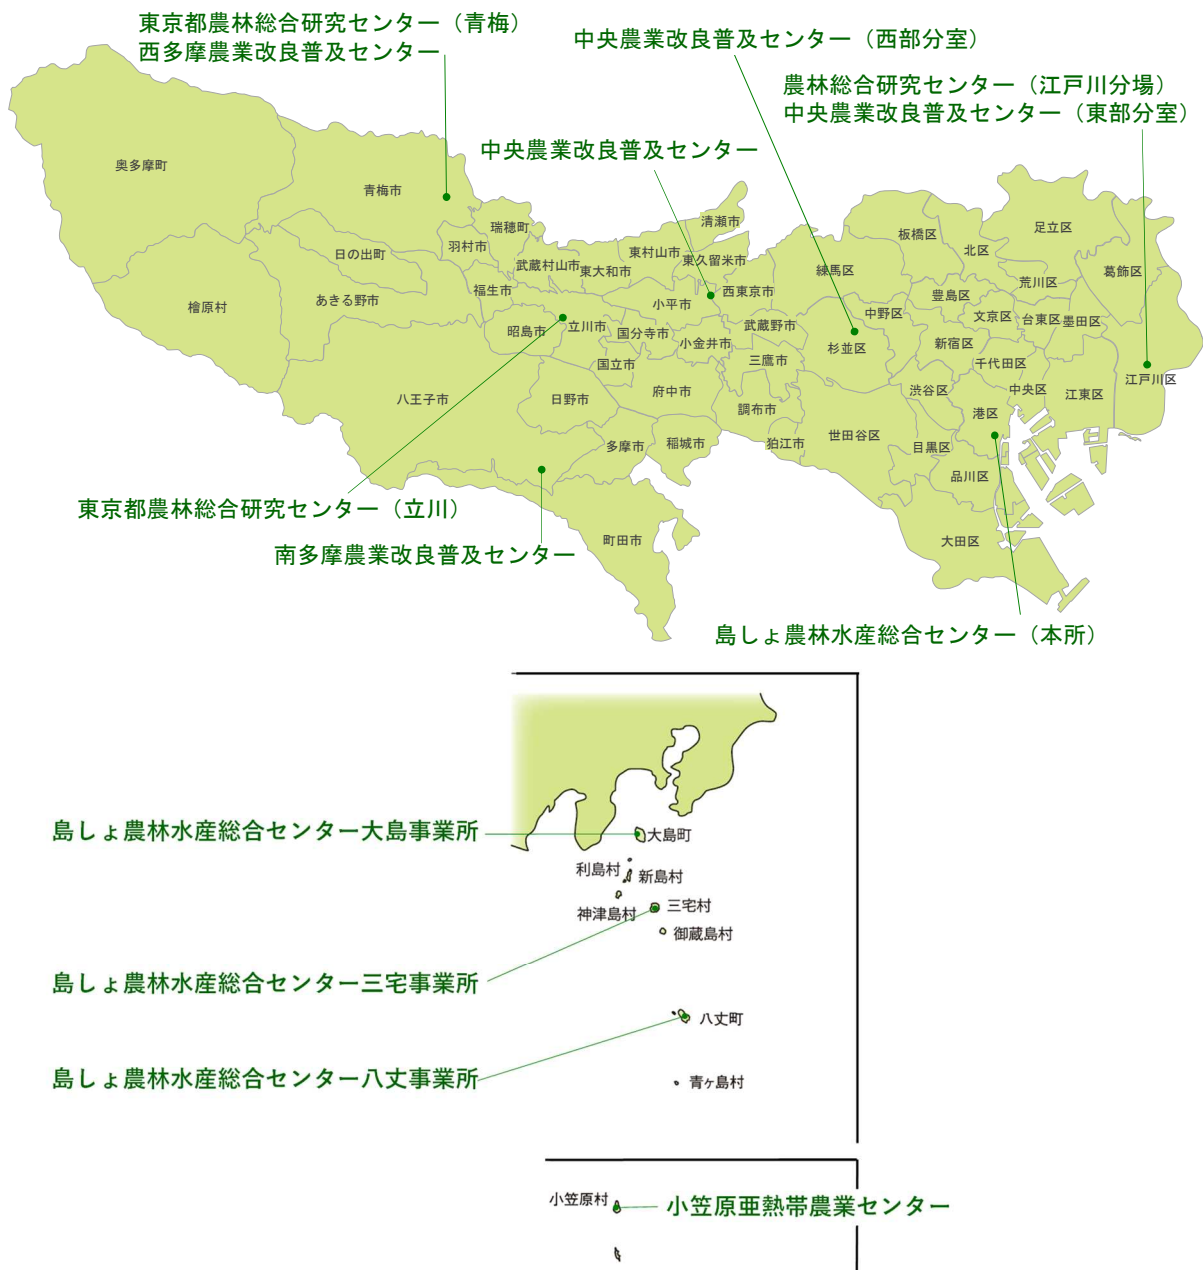 東京都農林総合研究センター（青梅）
西多摩農業改良普及センター
中央農業改良普及センター（西部分室）
農林総合研究センター（江戸川分場）
中央農業改良普及センター（東部分室）
中央農業改良普及センター
奥多摩町
青梅市
瑞穂町
清瀬市
板橋区
足立区
日の出町
羽村市
武蔵村山市
東大和市
東村山市
東久留米市
練馬区
北区
荒川区
葛飾区
檜原村
あきる野市
福生市
小平市
西東京市
豊島区
昭島市
立川市
国分寺市
小金井市
武蔵野市
中野区
杉並区
新宿区
文京区
台東区
墨田区
国立市
三鷹市
千代田区
八王子市
日野市
府中市
調布市
渋谷区
中央区
江東区
江戸川区
多摩市
稲城市
狛江市
世田谷区
目黒区
港区
品川区
東京都農林総合研究センター（立川）
南多摩農業改良普及センター
町田市
大田区
島しょ農林水産総合センター（本所）
島しょ農林水産総合センター大島事業所
大島町
利島村
新島村
神津島村
三宅村
御蔵島村
島しょ農林水産総合センター三宅事業所
八丈町
島しょ農林水産総合センター八丈事業所
青ヶ島村
小笠原村
小笠原亜熱帯農業センター